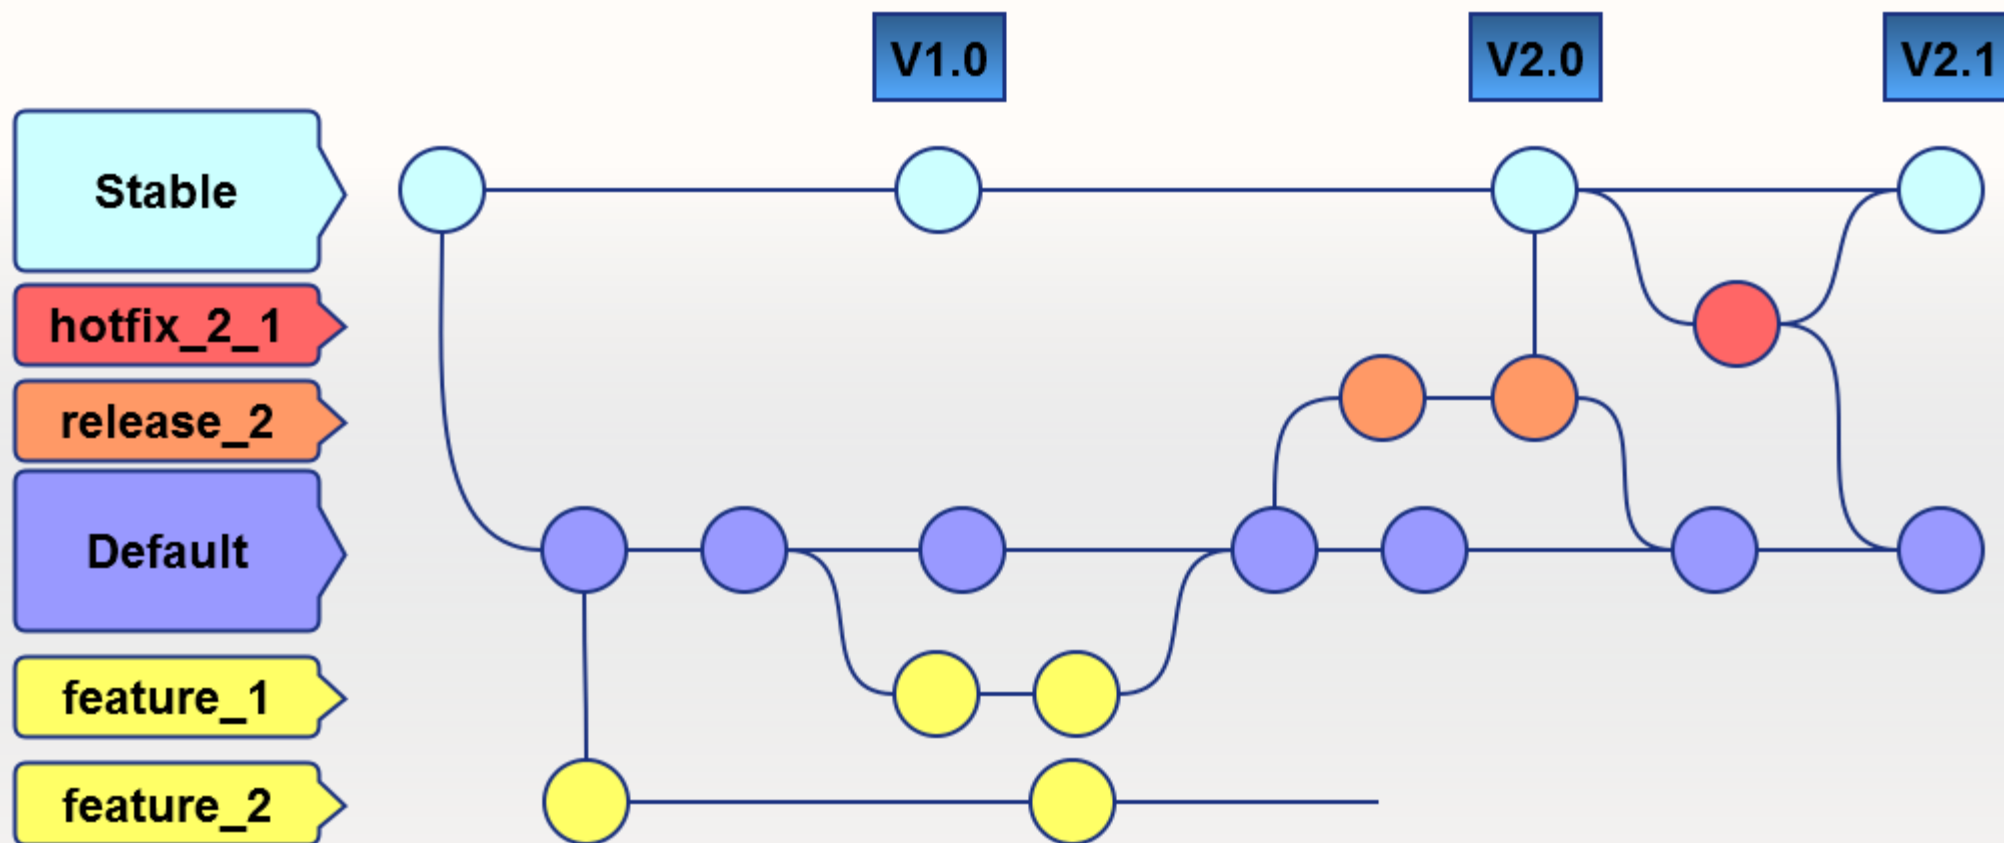 V1.0
V2.0
V2.1
Stable
hotfix_2_1
release_2
Default
feature_1
feature_2